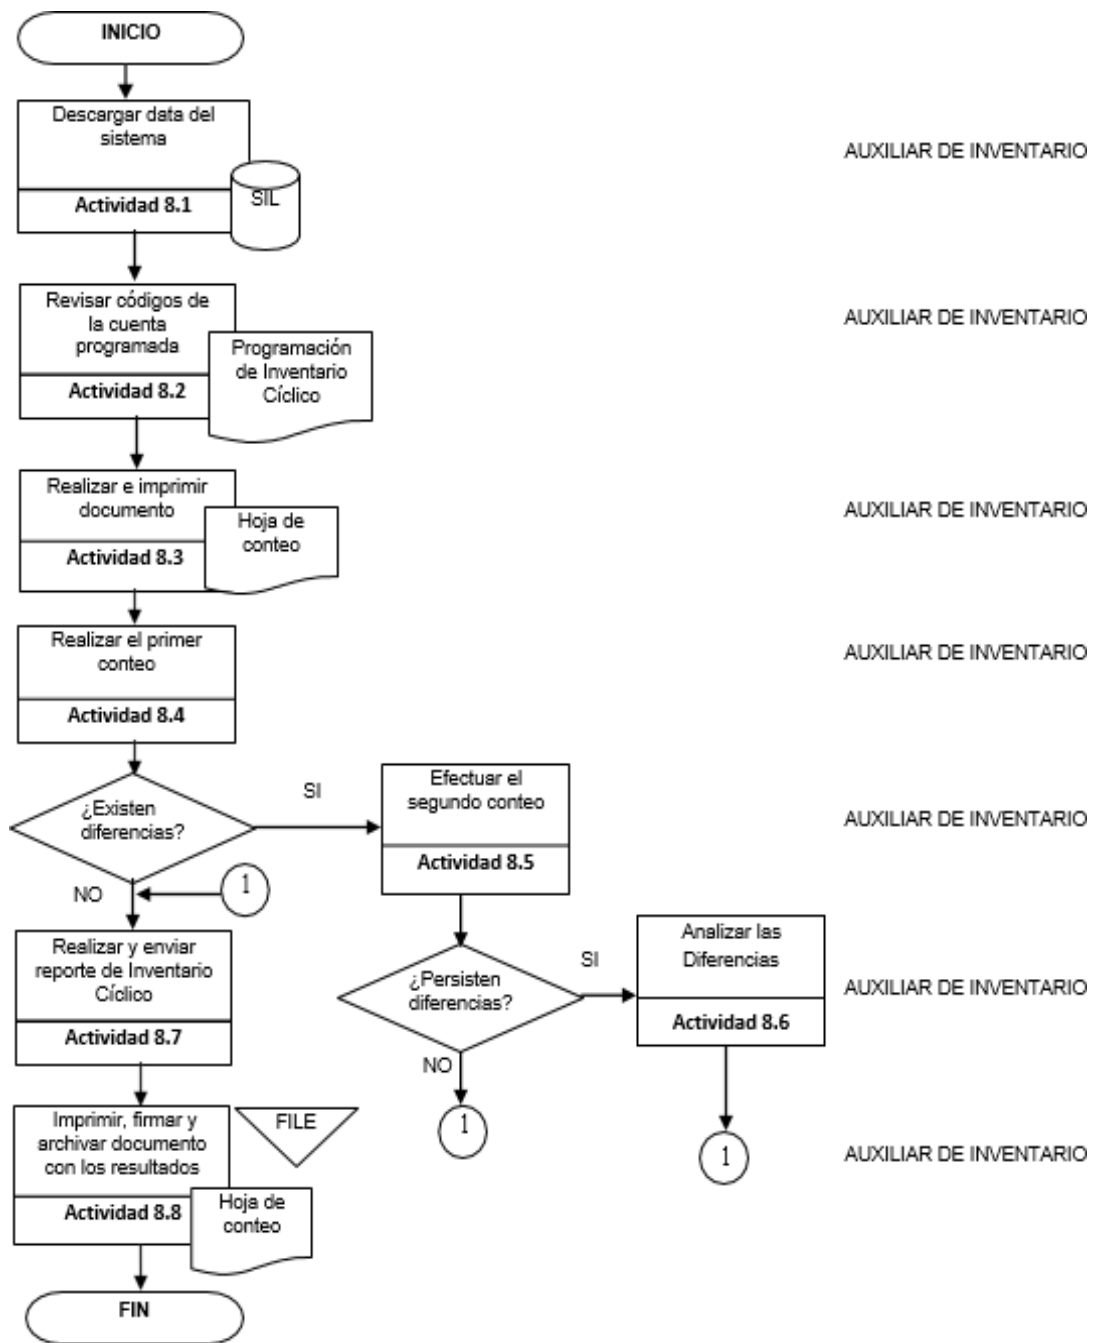 INICIO
Descargar data del
sistema
AUXILIAR DE INVENTARIO
SIL
Actividad 8.1
Revisar códigos de
la cuenta
programada
AUXILIAR DE INVENTARIO
Programación
de Inventario
Cíclico
Actividad 8.2
Realizar e imprimir
documento
AUXILIAR DE INVENTARIO
Hoja de
conteo
Actividad 8.3
Realizar el primer
conteo
AUXILIAR DE INVENTARIO
Actividad 8.4
¿Existen
diferencias?
SI
Efectuar el
segundo conteo
AUXILIAR DE INVENTARIO
Actividad 8.5
NO
1
Realizar y enviar
reporte de Inventario
Cíclico
Actividad 8.7
¿Persisten
diferencias?
SI
Analizar las
Diferencias
AUXILIAR DE INVENTARIO
Actividad 8.6
NO
1
1
Imprimir, firmar y
archivar documento
con los resultados
FILE
AUXILIAR DE INVENTARIO
Actividad 8.8
Hoja de
conteo
FIN